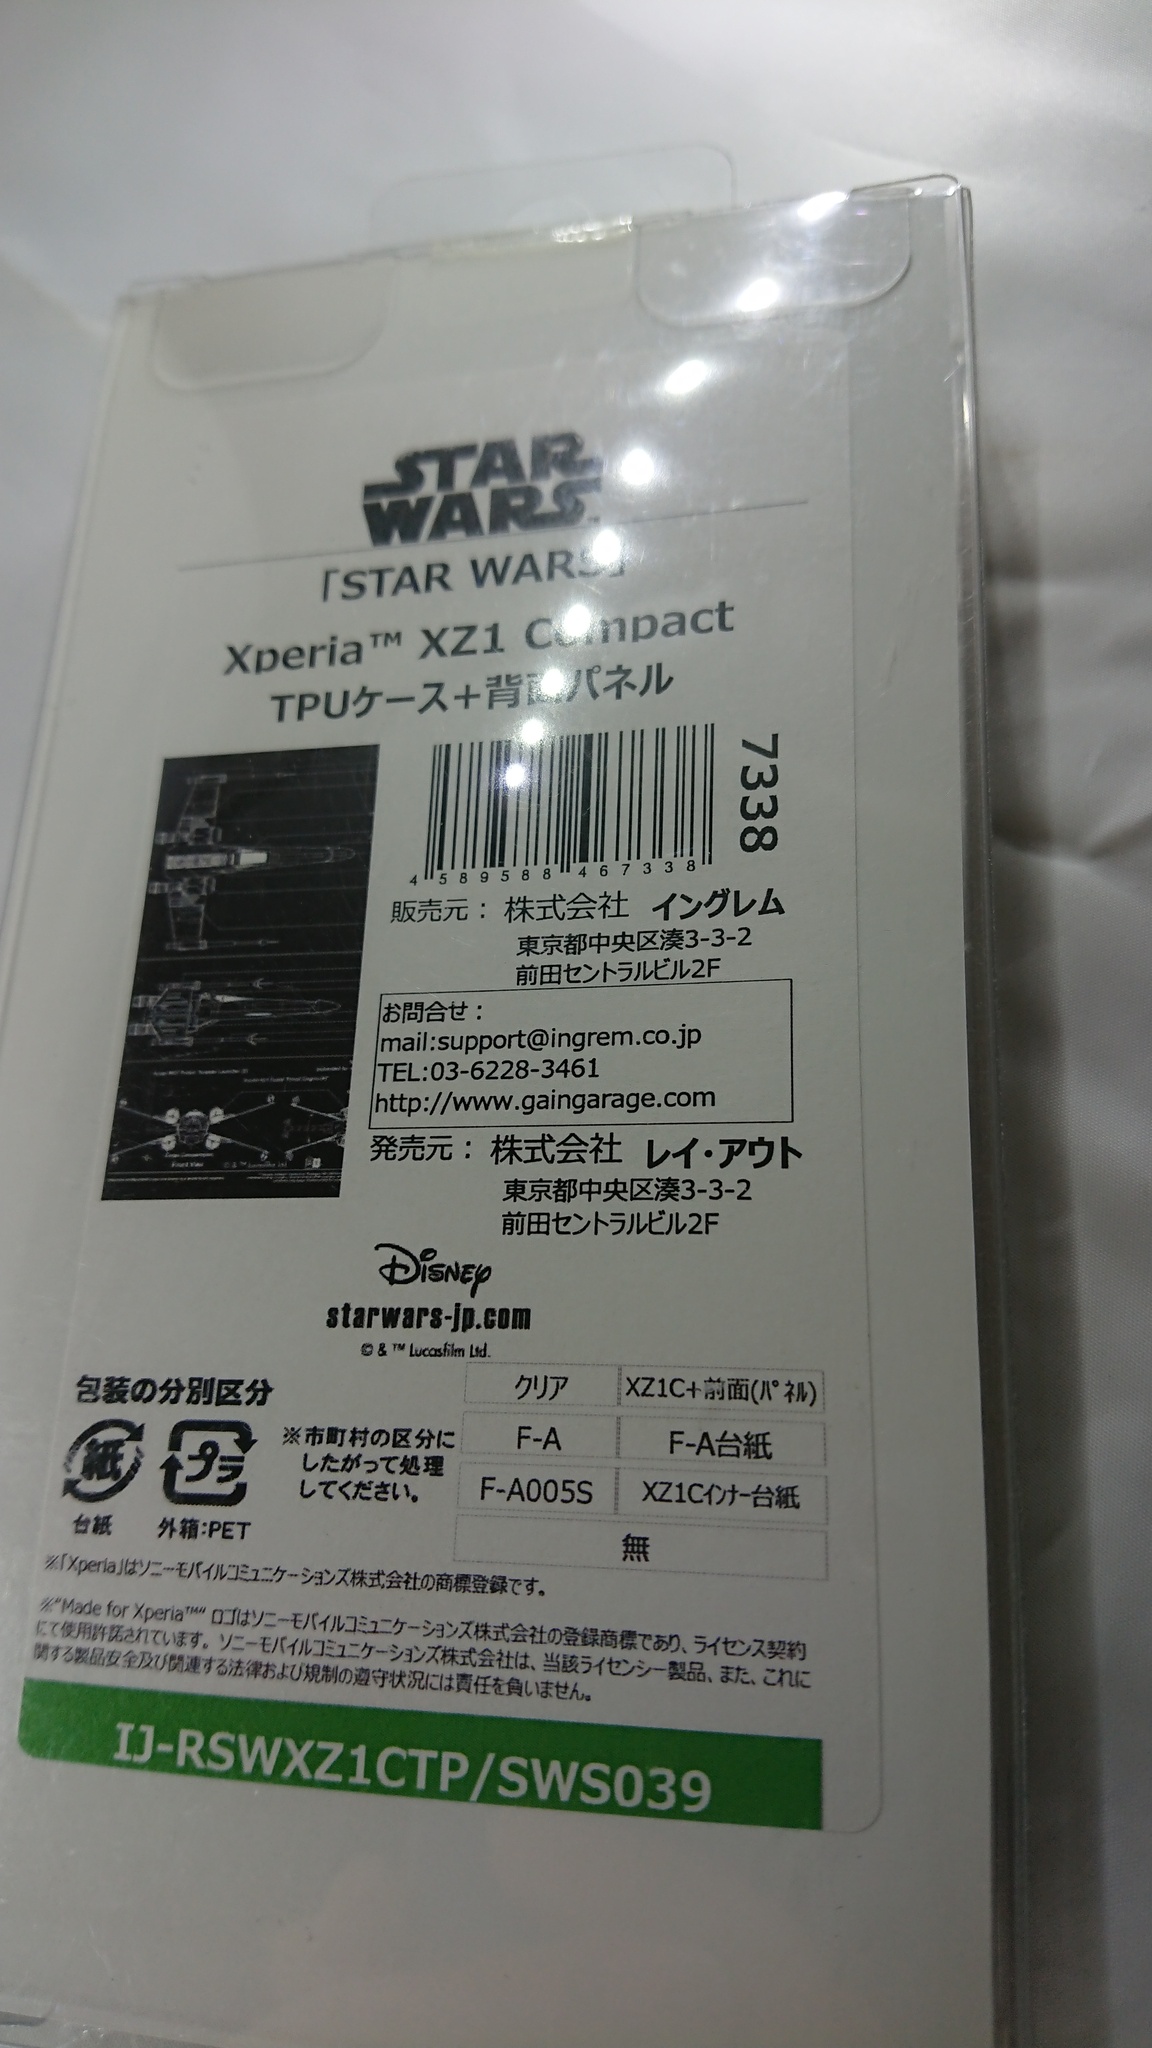 STAR
WARS
「STAR WARS」
Xperia™ XZ1 Compact
TPUケース+背面パネル
7338
4 589588 467338
販売元： 株式会社 イングレム
東京都中央区湊3-3-2
前田セントラルビル2F
お問合せ：
mail:support@ingrem.co.jp
TEL:03-6228-3461
http://www.gaingarage.com
発売元： 株式会社 レイ・アウト
東京都中央区湊3-3-2
前田セントラルビル2F
Front View
Disney
starwars-jp.com
© & ™ Lucasfilm Ltd.
包装の分別区分
紙
台紙
プラ
外箱:PET
※市町村の区分に
したがって処理
してください。
クリア XZ1C+前面(ﾊﾟﾈﾙ)
F-A F-A台紙
F-A005S XZ1Cｲﾝﾅｰ台紙
無
※「Xperia」はソニーモバイルコミュニケーションズ株式会社の商標登録です。
※"Made for Xperia™" ロゴはソニーモバイルコミュニケーションズ株式会社の登録商標であり、ライセンス契約
にて使用許諾されています。ソニーモバイルコミュニケーションズ株式会社は、当該ライセンシー製品、また、これに
関する製品安全及び関連する法律および規制の遵守状況には責任を負いません。
IJ-RSWXZ1CTP/SWS039